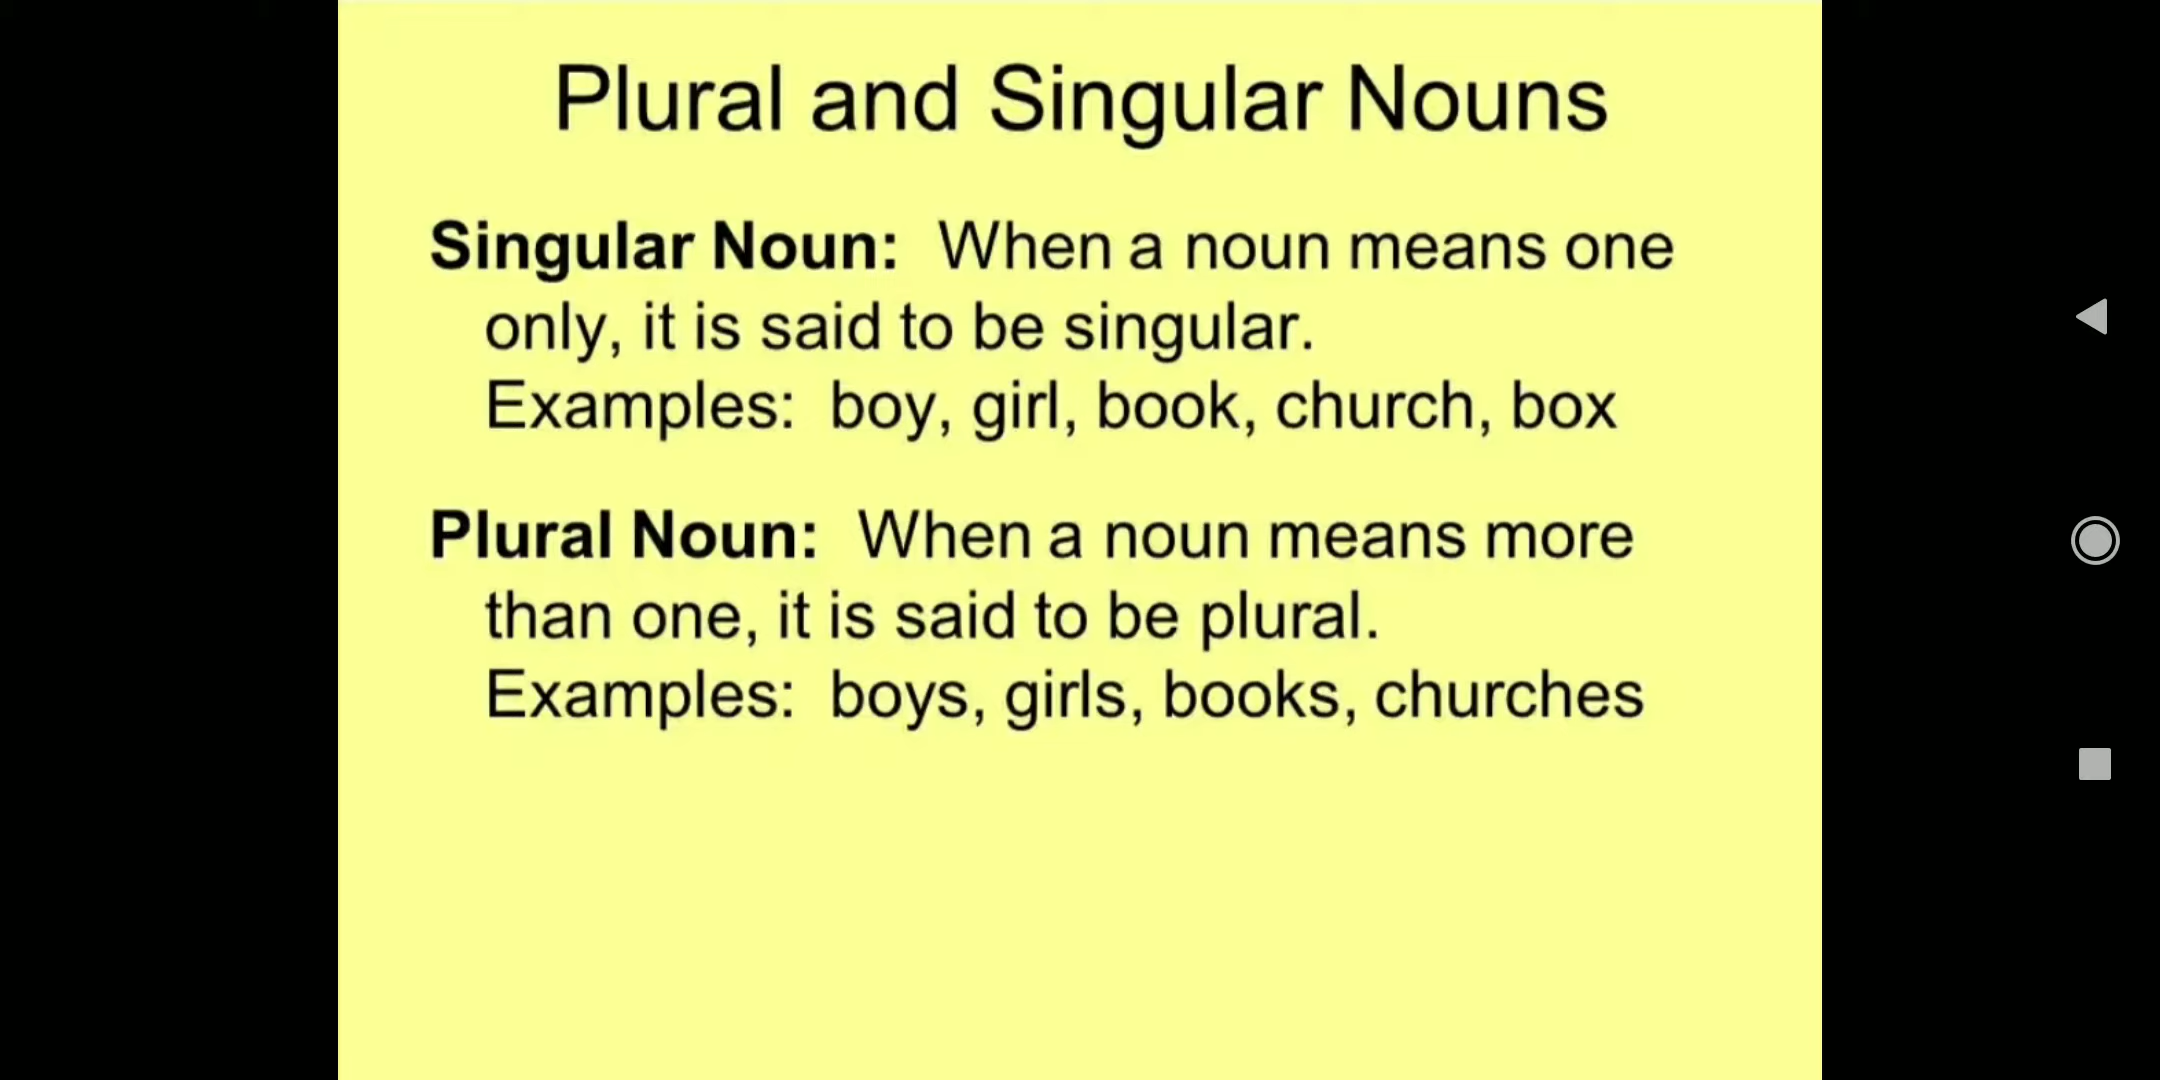 Plural and Singular Nouns
Singular Noun: When a noun means one
only, it is said to be singular.
Examples: boy, girl, book, church, box
Plural Noun: When a noun means more
than one, it is said to be plural.
Examples: boys, girls, books, churches